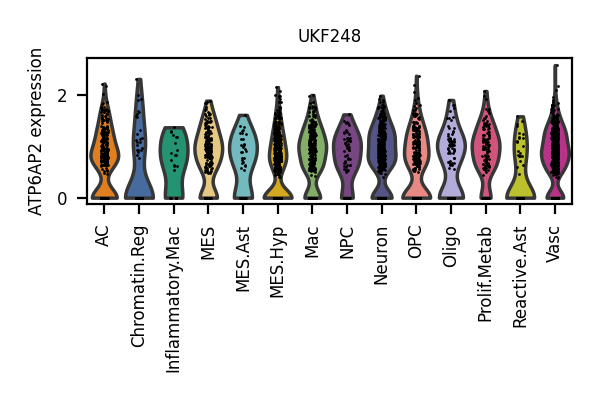 UKF248
ATP6AP2 expression
2
0
AC
Chromatin.Reg
Inflammatory.Mac
MES
MES.Ast
MES.Hyp
Mac
NPC
Neuron
OPC
Oligo
Prolif.Metab
Reactive.Ast
Vasc